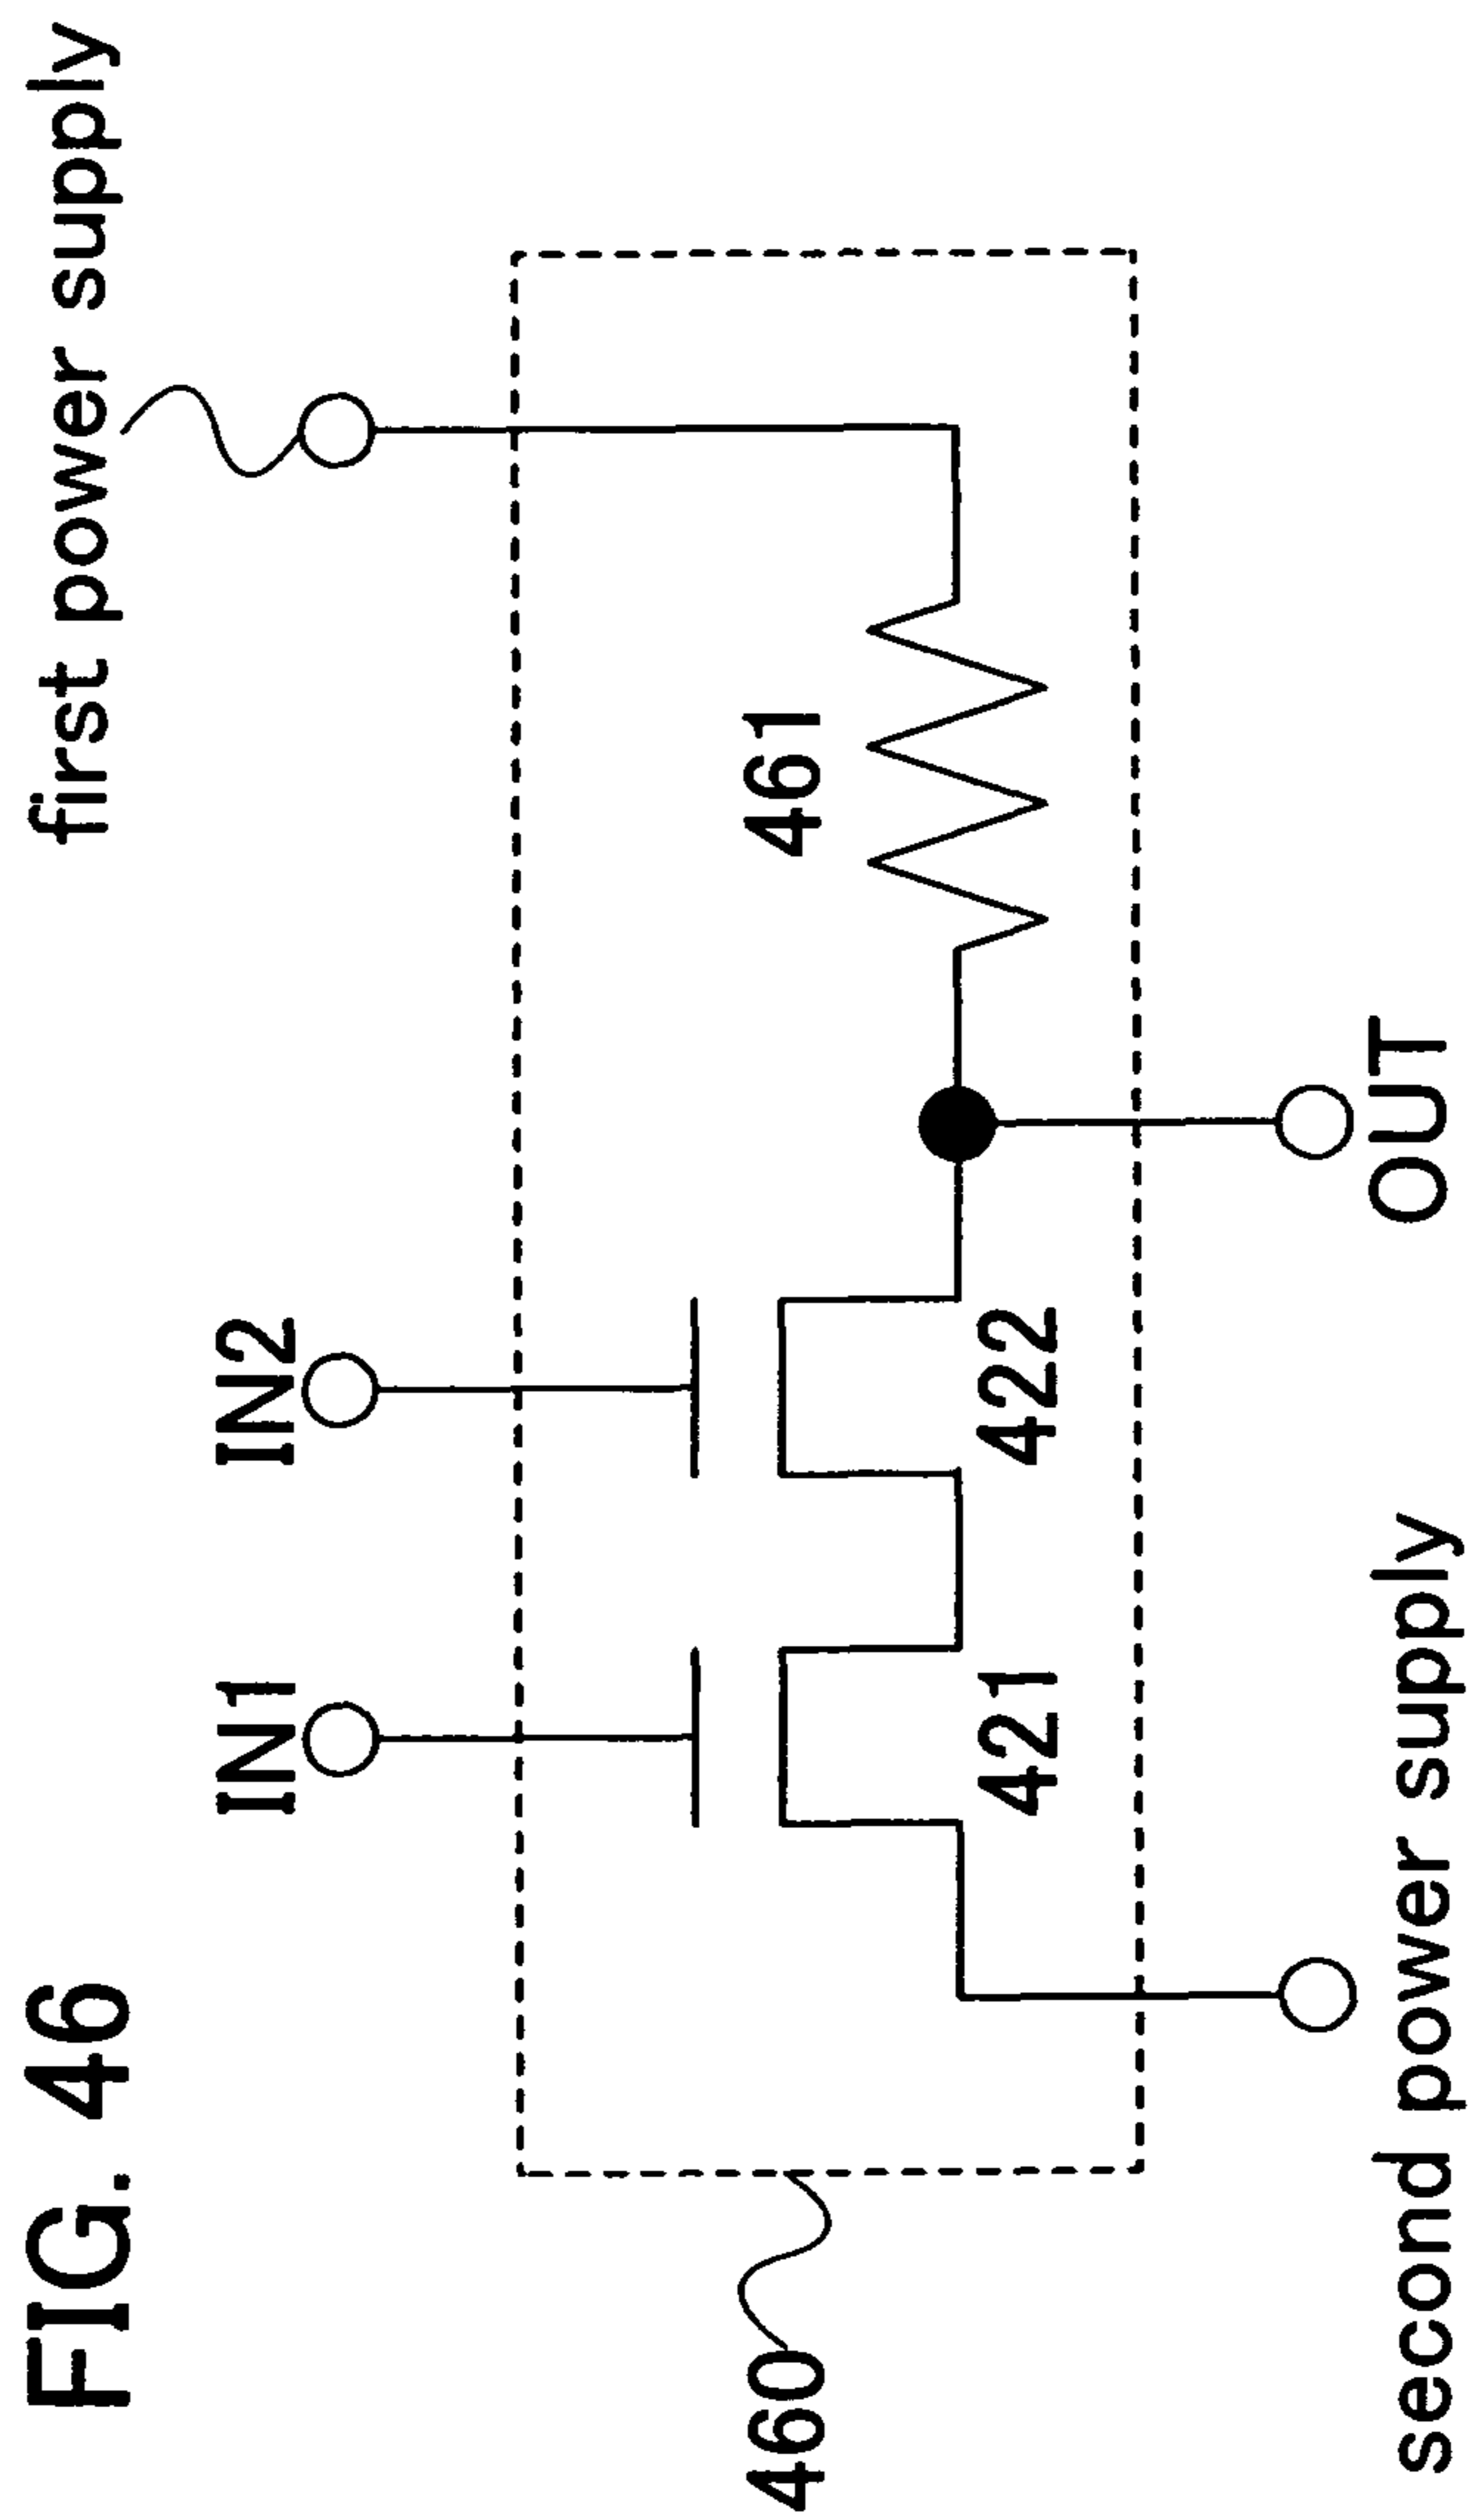 FIG. 46
first power supply
IN1
IN2
460
461
421
422
second power supply
OUT